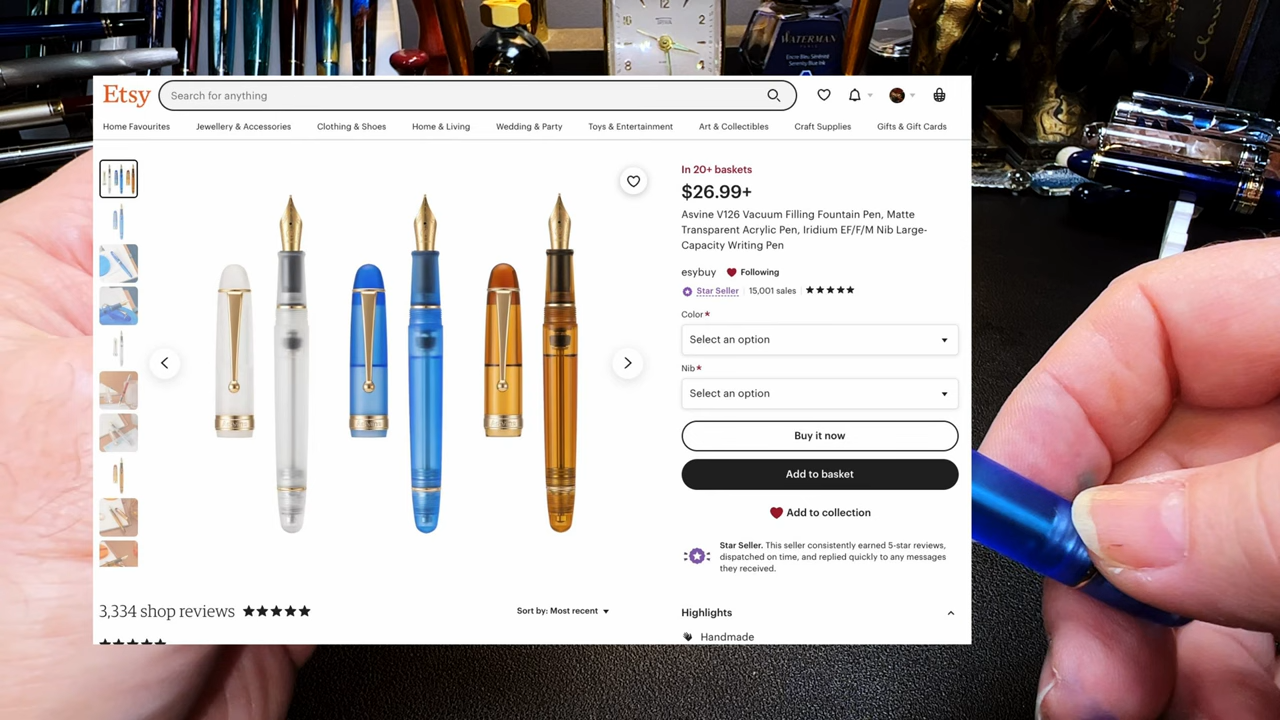 WATERMAN
Etsy
Search for anything
Home Favourites
Jewellery & Accessories
Clothing & Shoes
Home & Living
Wedding & Party
Toys & Entertainment
Art & Collectibles
Craft Supplies
Gifts & Gift Cards
In 20+ baskets
$26.99+
Asvine V126 Vacuum Filling Fountain Pen, Matte
Transparent Acrylic Pen, Iridium EF/F/M Nib Large-
Capacity Writing Pen
esybuy Following
Star Seller 15,001 sales
Color*
Select an option
Nib*
Select an option
Buy it now
Add to basket
Add to collection
Star Seller. This seller consistently earned 5-star reviews,
dispatched on time, and replied quickly to any messages
they received.
3,334 shop reviews
Sort by: Most recent
Highlights
Handmade